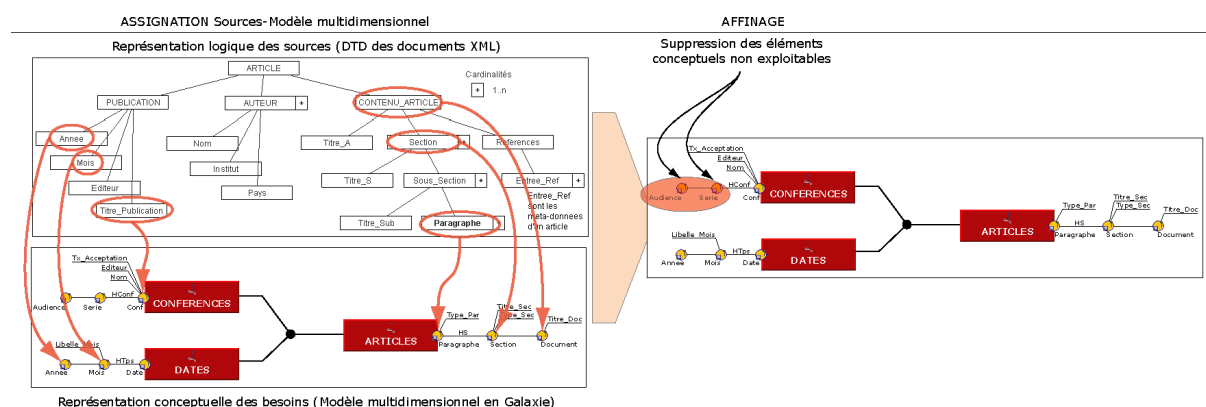 ASSIGNATION Sources-Modèle multidimensionnel
AFFINAGE
Représentation logique des sources (DTD des documents XML)
Suppression des éléments
conceptuels non exploitables
ARTICLE
Cardinalités
+ 1..n
PUBLICATION
AUTEUR +
CONTENU_ARTICLE
Annee
Nom
Titre_A
Section
References
Mois
Institut
Titre_S
Sous_Section +
Entree_Ref +
Editeur
Pays
Entree_Ref
sont les
meta-donnees
d'un article
Titre_Publication
Titre_Sub
Paragraphe
Tx_Acceptation
Editeur
Nom
HConf
Audience
Serie
Conf
CONFERENCES
Type_Par
Titre_Sec
Type_Sec
Titre_Doc
ARTICLES
HS
Paragraphe
Section
Document
Libelle_Mois
HTps
Annee
Mois
Date
DATES
Représentation conceptuelle des besoins (Modèle multidimensionnel en Galaxie)
Tx_Acceptation
Editeur
Nom
HConf
Audience
Serie
Conf
CONFERENCES
Type_Par
Titre_Sec
Type_Sec
Titre_Doc
ARTICLES
HS
Paragraphe
Section
Document
Libelle_Mois
HTps
Annee
Mois
Date
DATES